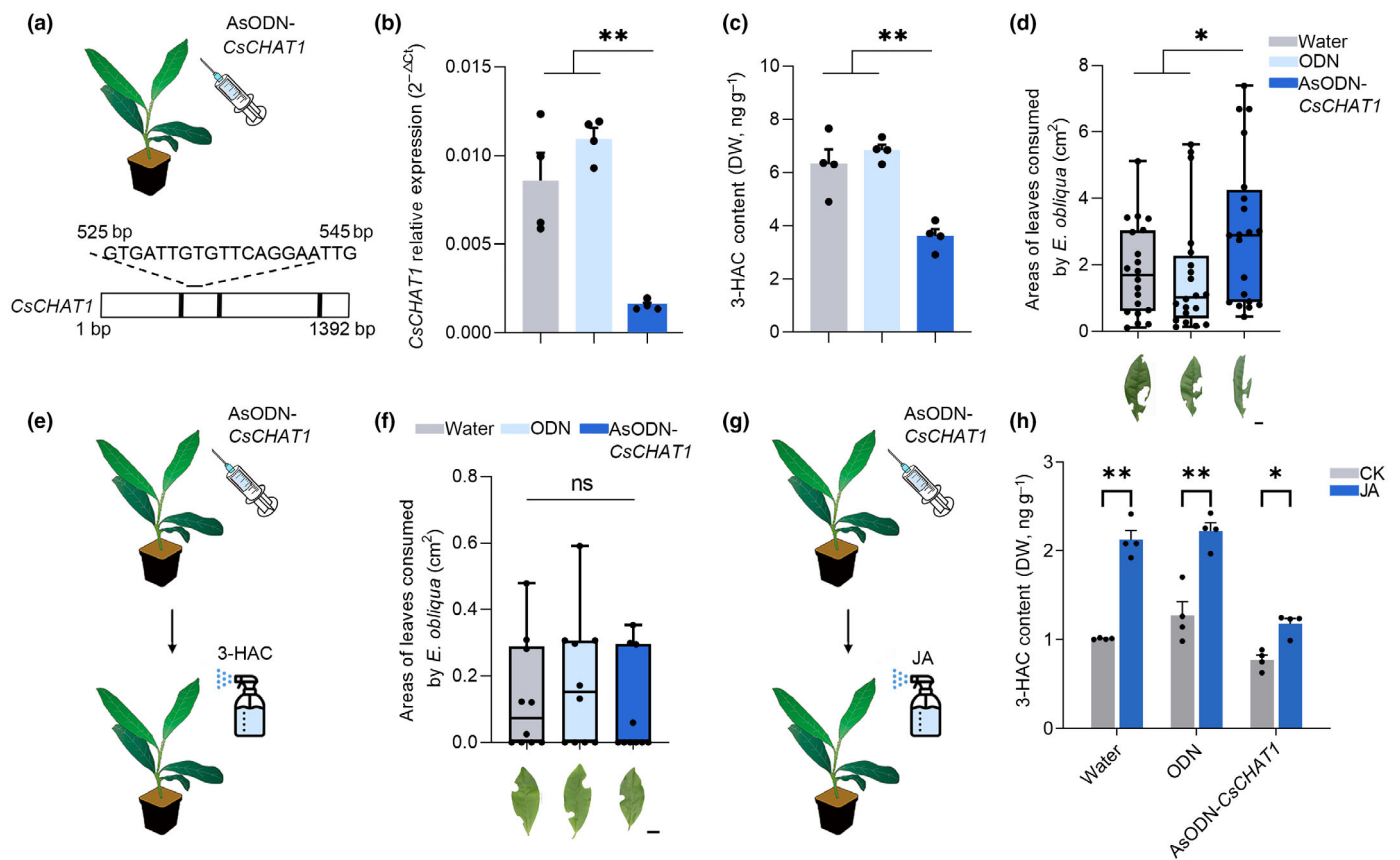 (a)
AsODN-
CsCHAT1
525 bp
545 bp
GTGATTGTGTTCAGGAATTG
CsCHAT1
1 bp
1392 bp
(b)
**
CsCHAT1 relative expression (2−ΔCt)
0.015
0.010
0.005
0.000
(c)
**
3-HAC content (DW, ng g−1)
10
8
6
4
2
0
(d)
*
Water
ODN
AsODN-
CsCHAT1
Areas of leaves consumed
by E. obliqua (cm2)
8
6
4
2
0
(e)
AsODN-
CsCHAT1
3-HAC
(f)
Water
ODN
AsODN-
CsCHAT1
ns
Areas of leaves consumed
by E. obliqua (cm2)
0.8
0.6
0.4
0.2
0.0
(g)
AsODN-
CsCHAT1
JA
(h)
CK
JA
**
**
*
3-HAC content (DW, ng g−1)
3
2
1
0
Water
ODN
AsODN-CsCHAT1